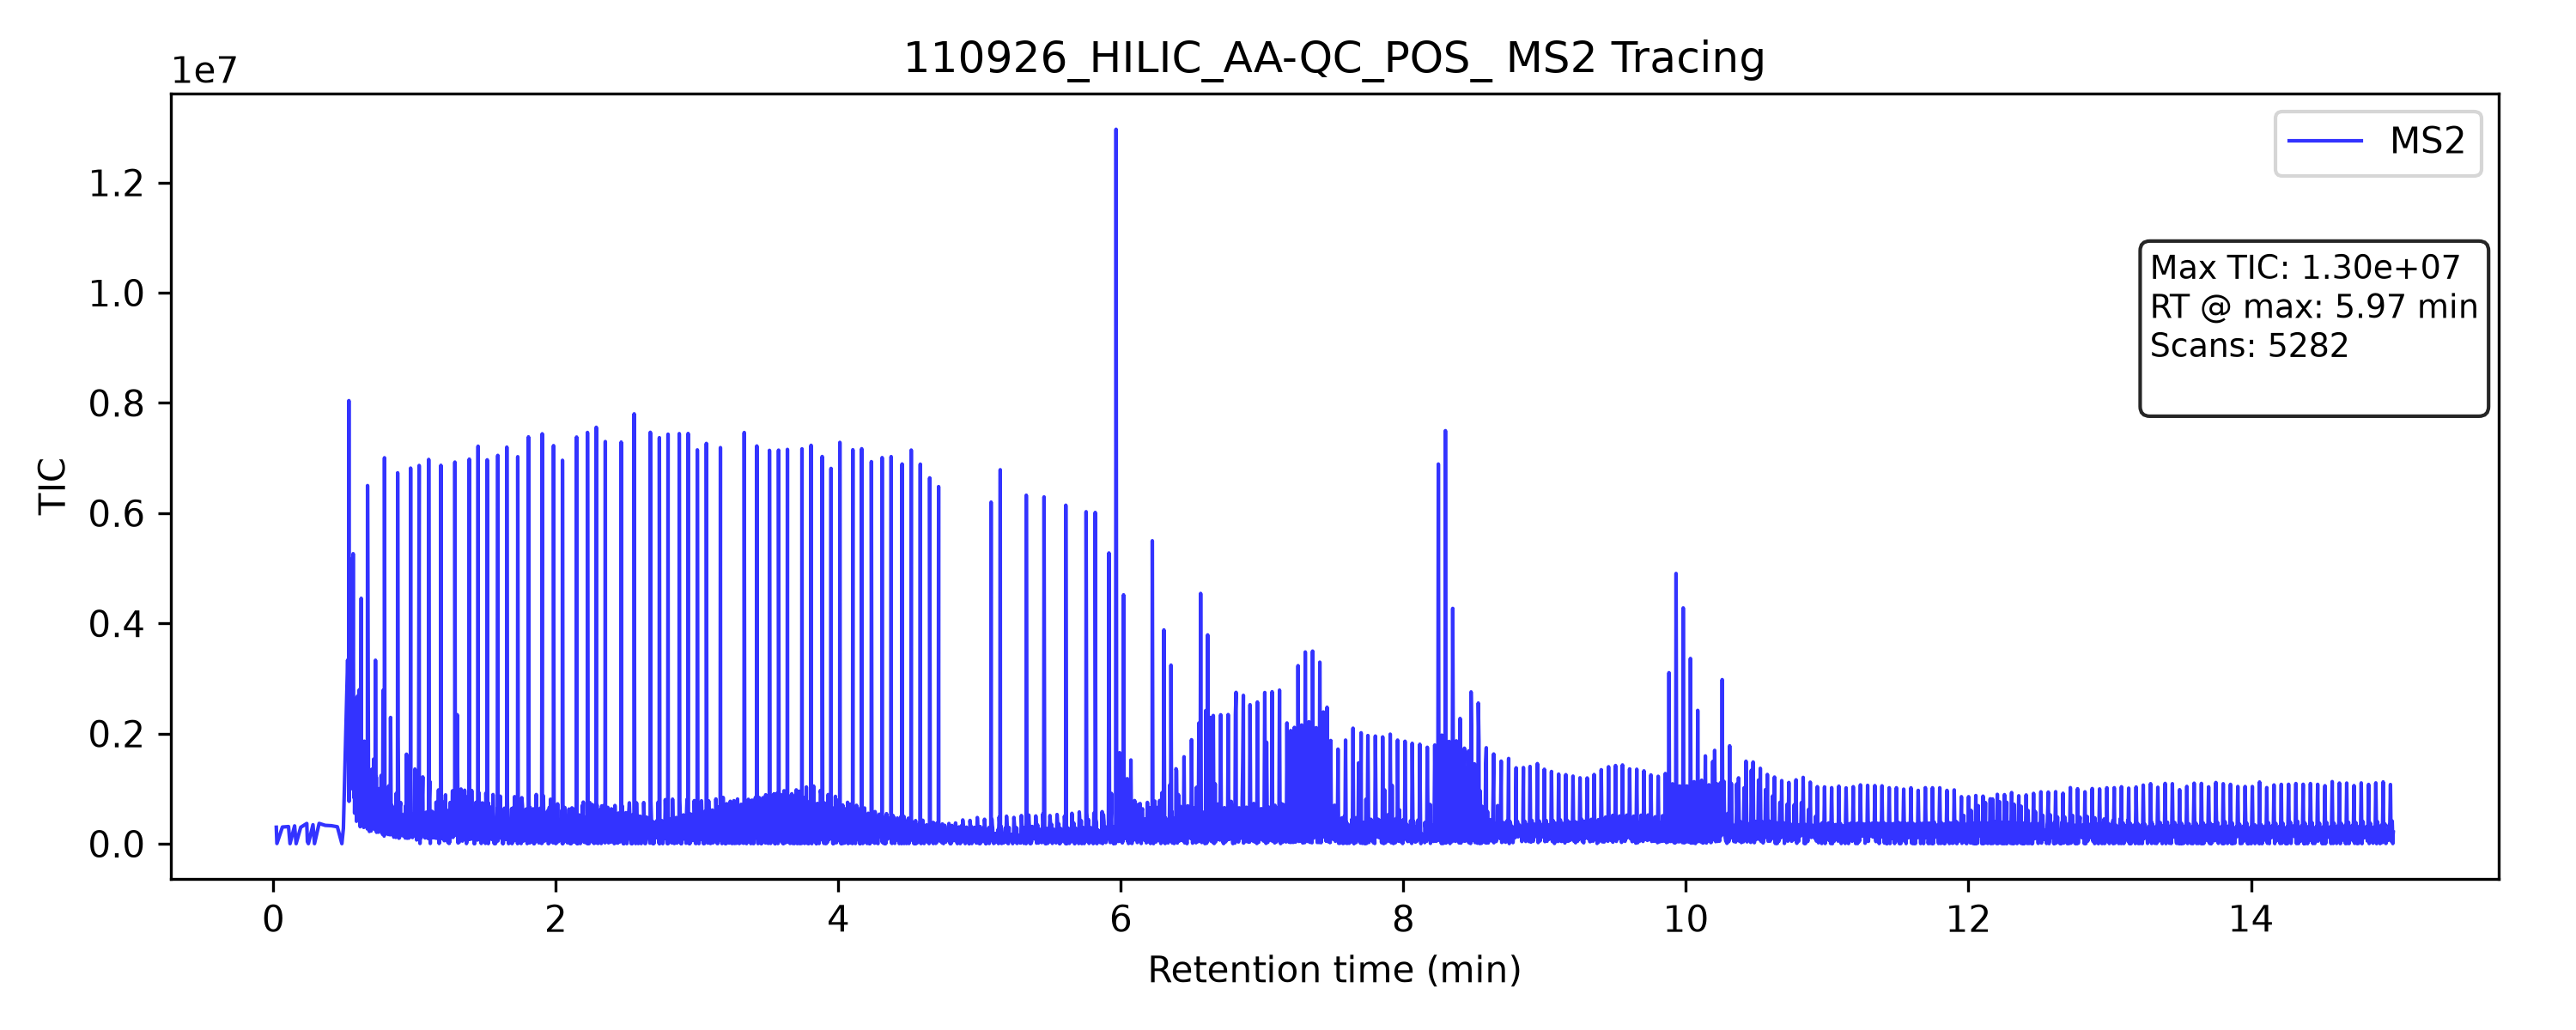 110926_HILIC_AA-QC_POS_ MS2 Tracing
1e7
MS2
Max TIC: 1.30e+07
RT @ max: 5.97 min
Scans: 5282
TIC
1.2
1.0
0.8
0.6
0.4
0.2
0.0
0 2 4 6 8 10 12 14
Retention time (min)